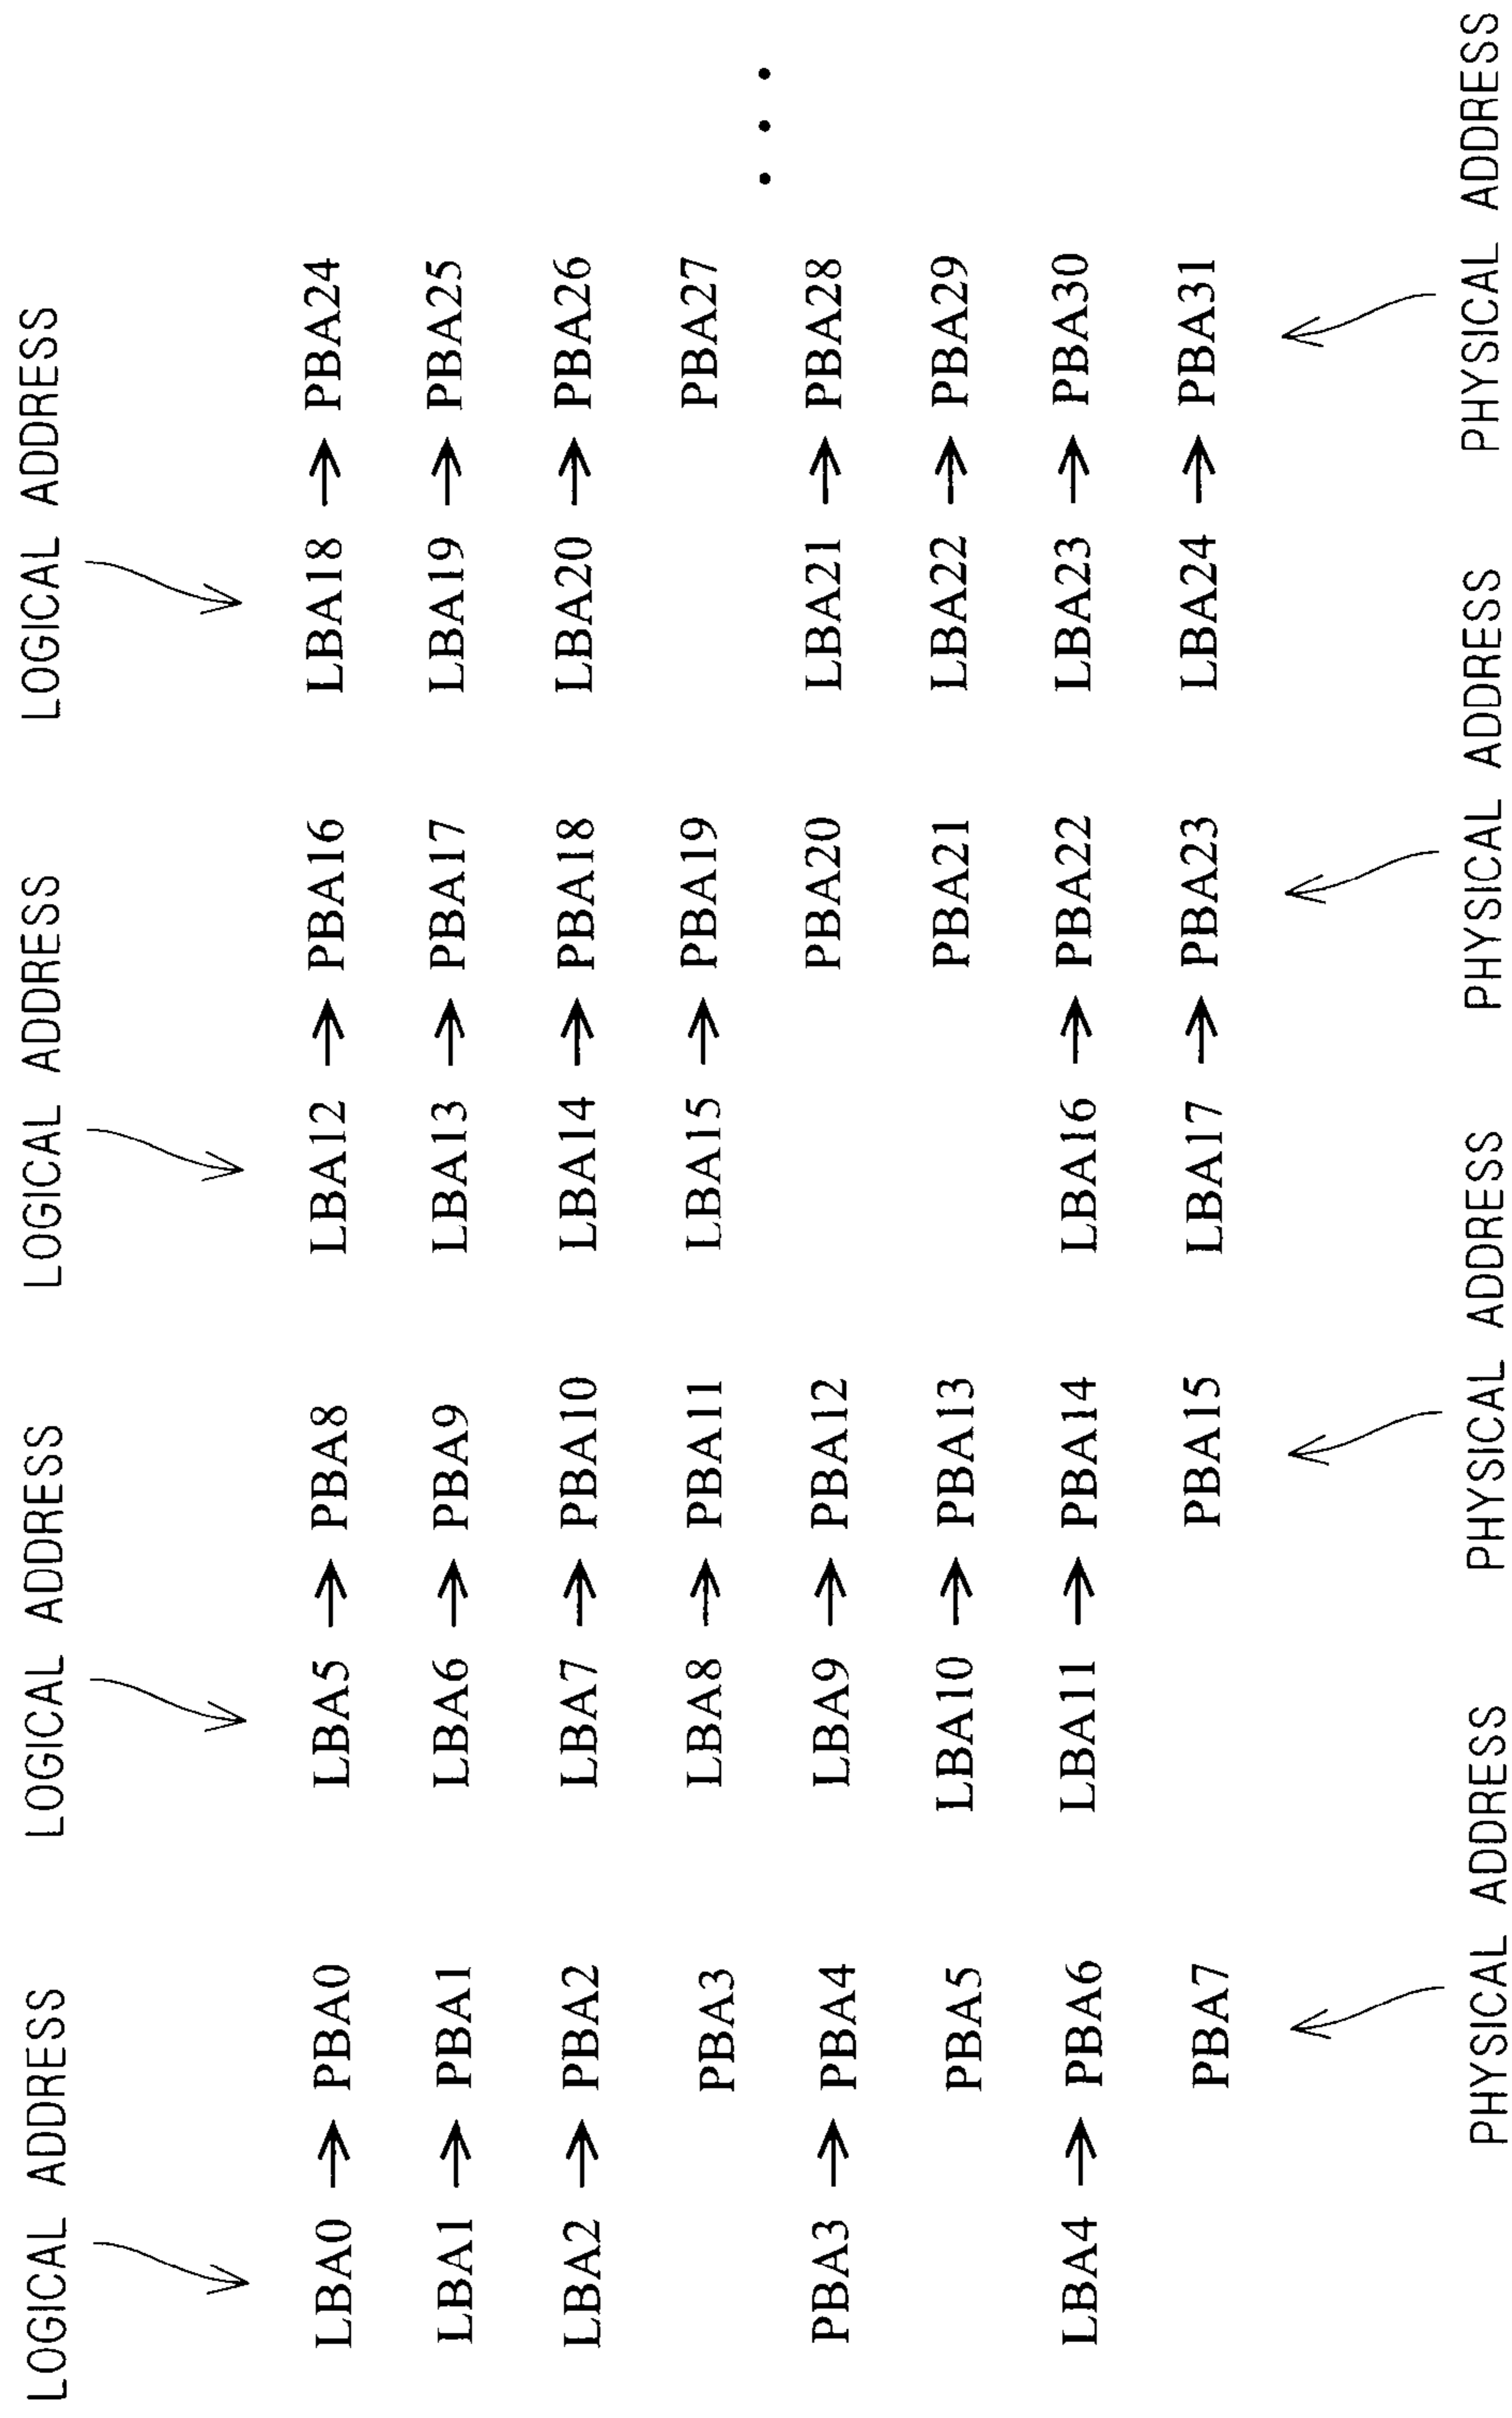 LOGICAL ADDRESS LOGICAL ADDRESS LOGICAL ADDRESS LOGICAL ADDRESS
LBA0 → PBA0 LBA5 → PBA8 LBA12 → PBA16 LBA18 → PBA24
LBA1 → PBA1 LBA6 → PBA9 LBA13 → PBA17 LBA19 → PBA25
LBA2 → PBA2 LBA7 → PBA10 LBA14 → PBA18 LBA20 → PBA26
PBA3 LBA8 → PBA11 LBA15 → PBA19 PBA27
PBA3 → PBA4 LBA9 → PBA12 PBA20 LBA21 → PBA28
PBA5 LBA10 → PBA13 PBA21 LBA22 → PBA29
LBA4 → PBA6 LBA11 → PBA14 LBA16 → PBA22 LBA23 → PBA30
PBA7 PBA15 LBA17 → PBA23 LBA24 → PBA31
PHYSICAL ADDRESS PHYSICAL ADDRESS PHYSICAL ADDRESS PHYSICAL ADDRESS